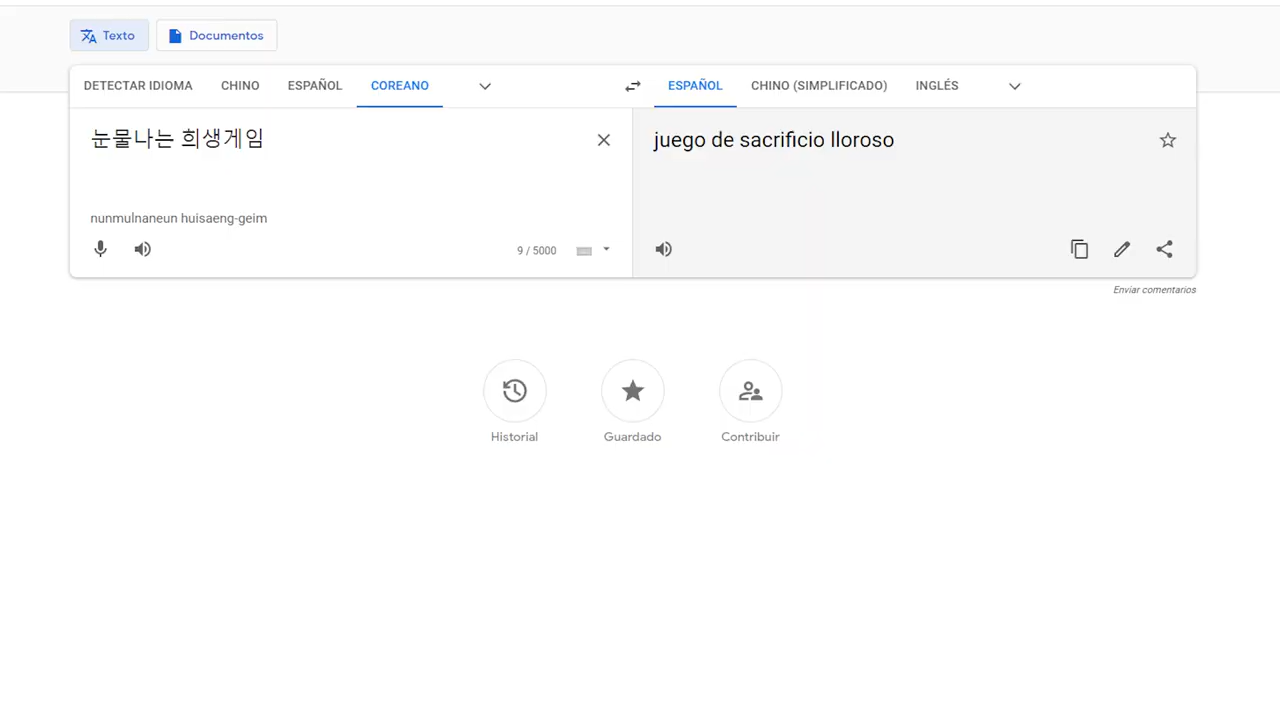 Texto
Documentos
DETECTAR IDIOMA CHINO ESPAÑOL COREANO
ESPAÑOL CHINO (SIMPLIFICADO) INGLÉS
눈물나는 희생게임
nunmulnaneun huisaeng-geim
9 / 5000
juego de sacrificio lloroso
Enviar comentarios
Historial
Guardado
Contribuir